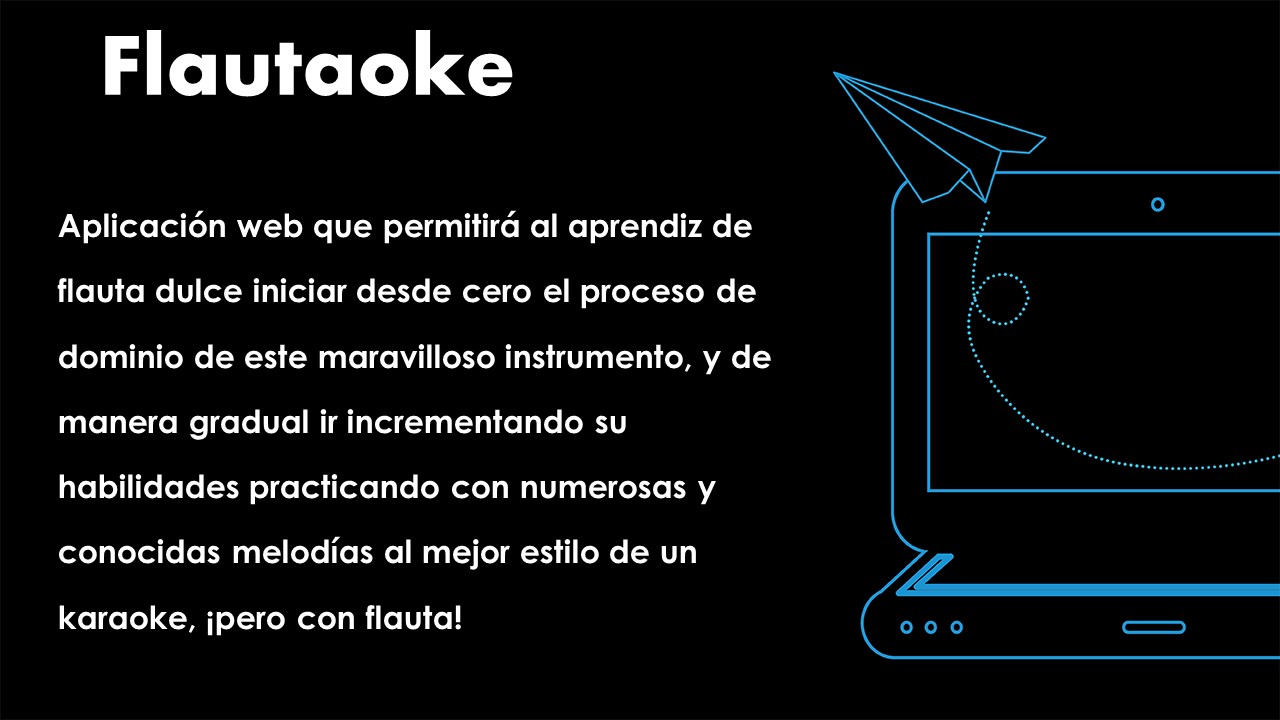 Flautaoke
Aplicación web que permitirá al aprendiz de
flauta dulce iniciar desde cero el proceso de
dominio de este maravilloso instrumento, y de
manera gradual ir incrementando su
habilidades practicando con numerosas y
conocidas melodías al mejor estilo de un
karaoke, ¡pero con flauta!